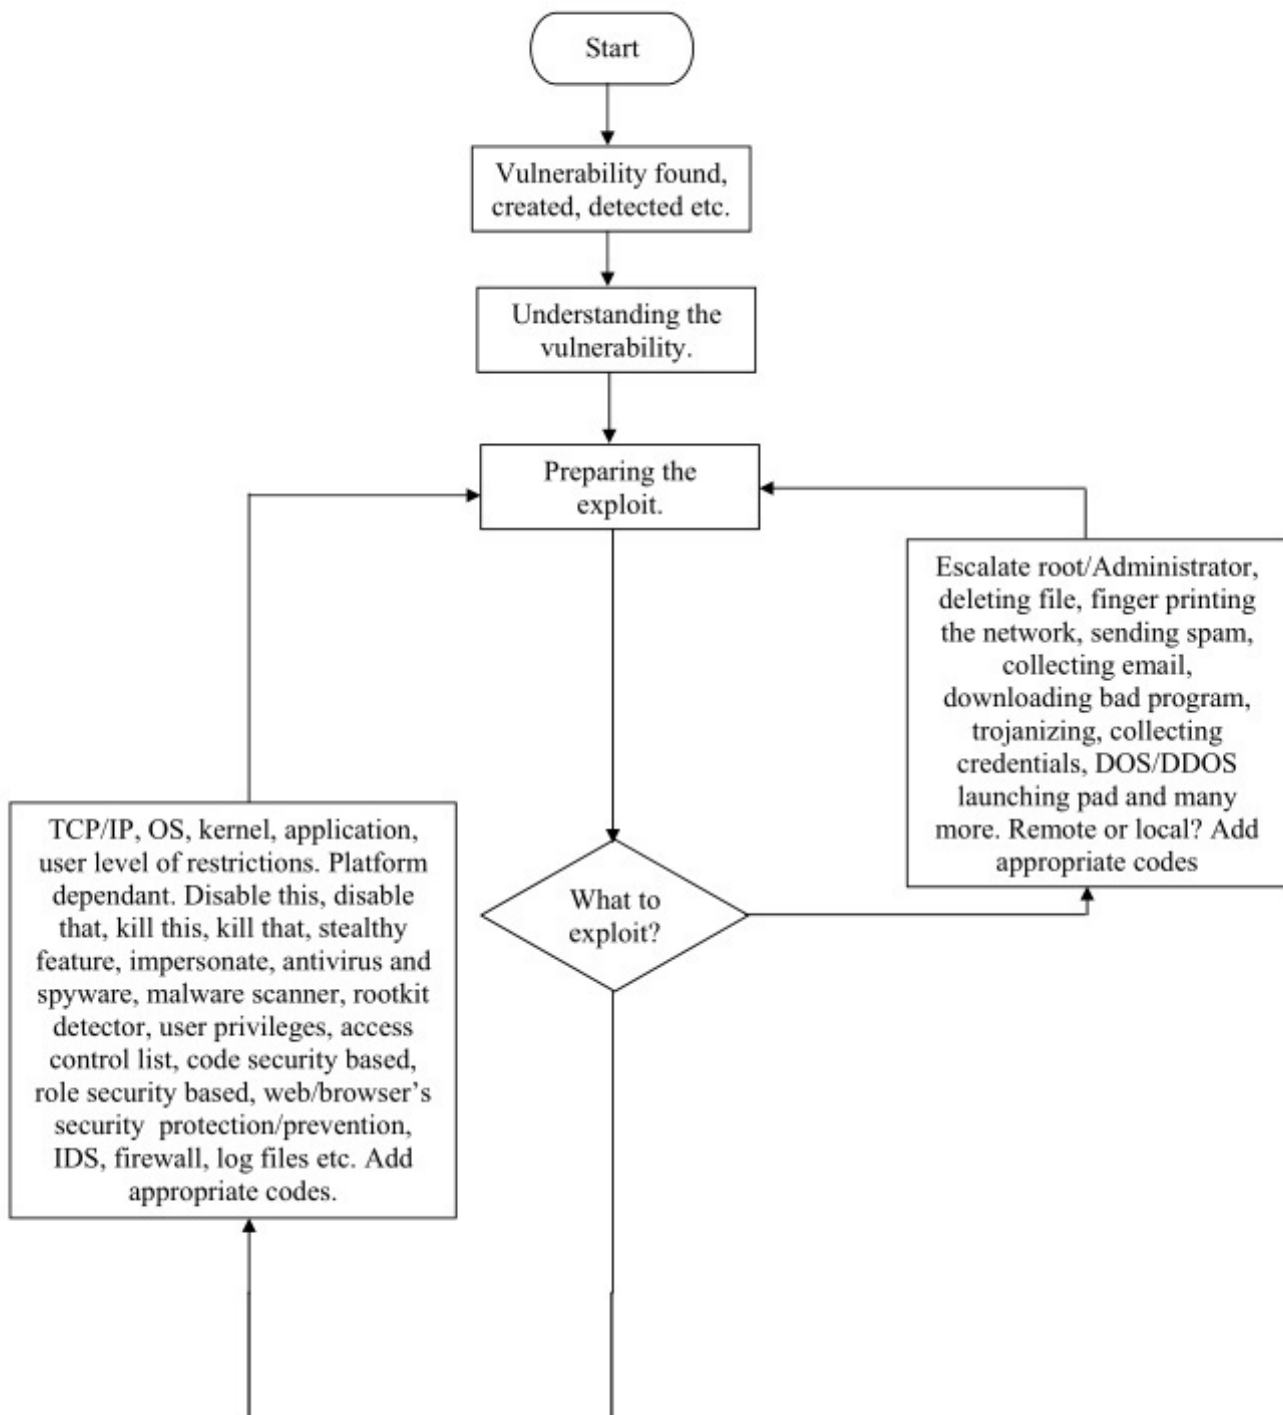 Start
Vulnerability found,
created, detected etc.
Understanding the
vulnerability.
Preparing the
exploit.
Escalate root/Administrator,
deleting file, finger printing
the network, sending spam,
collecting email,
downloading bad program,
trojanizing, collecting
credentials, DOS/DDOS
launching pad and many
more. Remote or local? Add
appropriate codes
TCP/IP, OS, kernel, application,
user level of restrictions. Platform
dependant. Disable this, disable
that, kill this, kill that, stealthy
feature, impersonate, antivirus and
spyware, malware scanner, rootkit
detector, user privileges, access
control list, code security based,
role security based, web/browser’s
security protection/prevention,
IDS, firewall, log files etc. Add
appropriate codes.
What to
exploit?